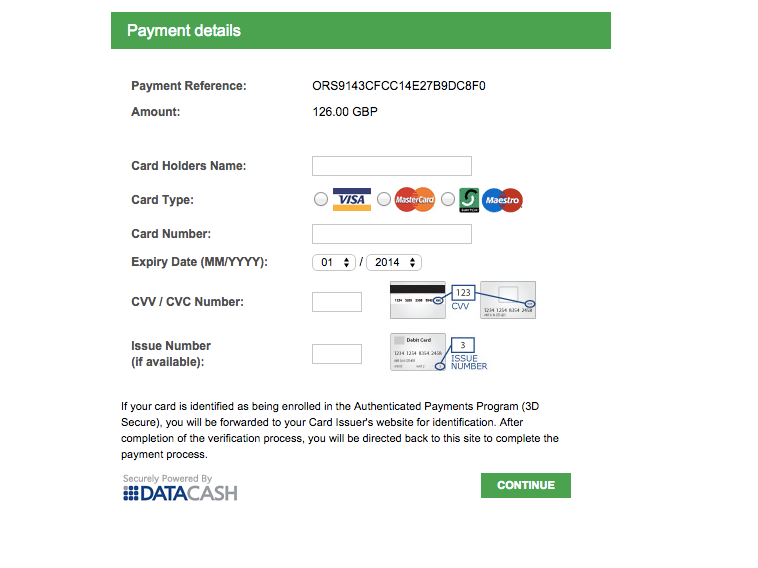 Payment details
Payment Reference: ORS9143CFCC14E27B9DC8F0
Amount: 126.00 GBP
Card Holders Name:
Card Type: VISA MasterCard Maestro
Card Number:
Expiry Date (MM/YYYY): 01 / 2014
CVV / CVC Number: 123
CVV
Issue Number
(if available):
Debit Card
3
1234 1254 8354 2468
ISSUE
NUMBER
If your card is identified as being enrolled in the Authenticated Payments Program (3D
Secure), you will be forwarded to your Card Issuer's website for identification. After
completion of the verification process, you will be directed back to this site to complete the
payment process.
Securely Powered By
DATACASH
CONTINUE